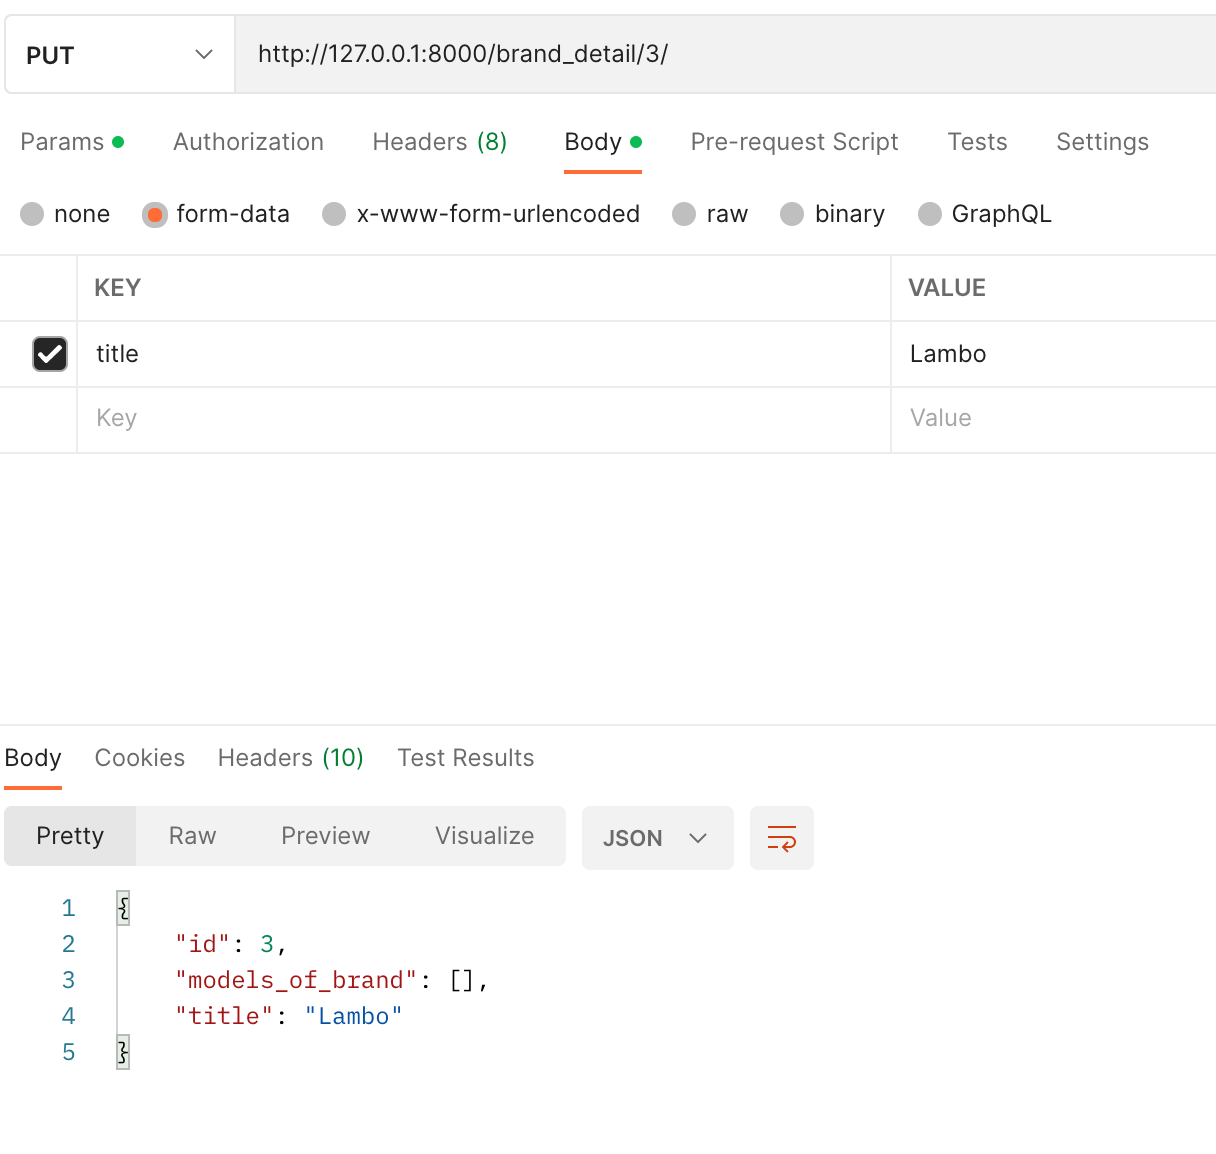 PUT http://127.0.0.1:8000/brand_detail/3/
Params Authorization Headers (8) Body Pre-request Script Tests Settings
none form-data x-www-form-urlencoded raw binary GraphQL
KEY VALUE
title Lambo
Key Value
Body Cookies Headers (10) Test Results
Pretty Raw Preview Visualize JSON
1 {
2 "id": 3,
3 "models_of_brand": [],
4 "title": "Lambo"
5 }